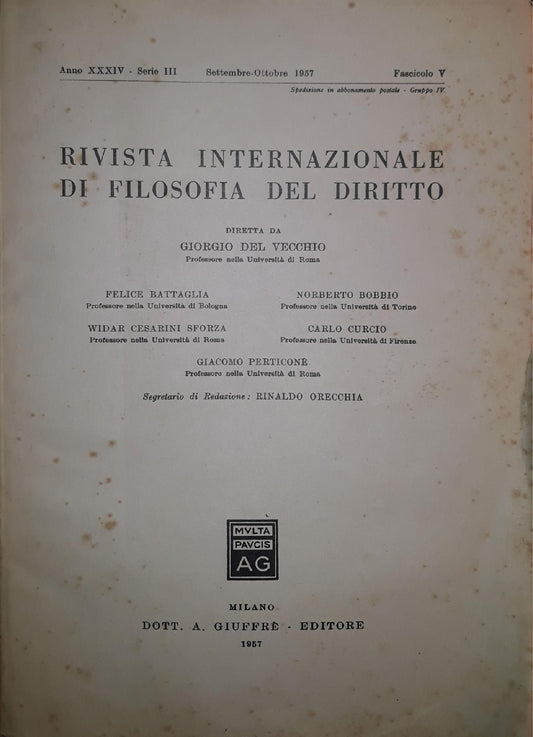 Anno XXXIV - Serie III Settembre-Ottobre 1957 Fascicolo V
Spedizione in abbonamento postale - Gruppo IV
RIVISTA INTERNAZIONALE
DI FILOSOFIA DEL DIRITTO
DIRETTA DA
GIORGIO DEL VECCHIO
Professore nella Università di Roma
FELICE BATTAGLIA NORBERTO BOBBIO
Professore nella Università di Bologna Professore nella Università di Torino
WIDAR CESARINI SFORZA CARLO CURCIO
Professore nella Università di Roma Professore nella Università di Firenze
GIACOMO PERTICONE
Professore nella Università di Roma
Segretario di Redazione: RINALDO ORECCHIA
MVLTA
PAVCIS
AG
MILANO
DOTT. A. GIUFFRÈ - EDITORE
1957